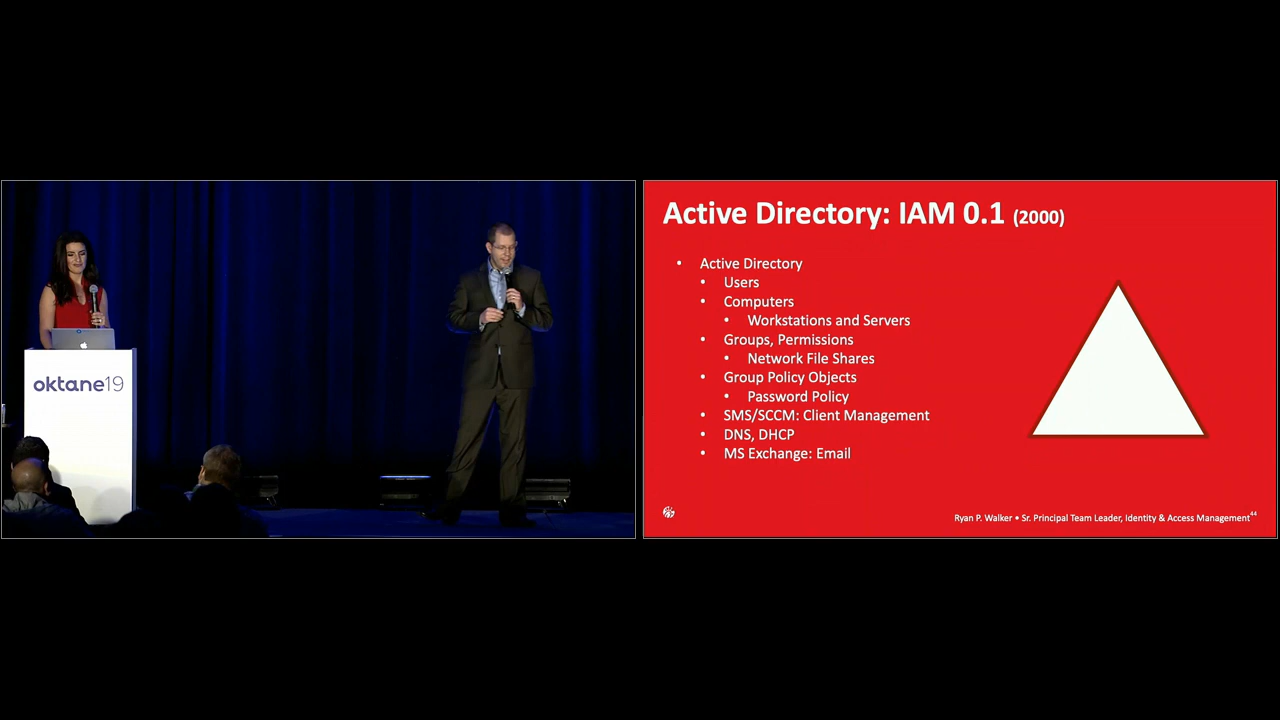 oktane19
Active Directory: IAM 0.1 (2000)
• Active Directory
• Users
• Computers
• Workstations and Servers
• Groups, Permissions
• Network File Shares
• Group Policy Objects
• Password Policy
• SMS/SCCM: Client Management
• DNS, DHCP
• MS Exchange: Email
Ryan P. Walker • Sr. Principal Team Leader, Identity & Access Management 44